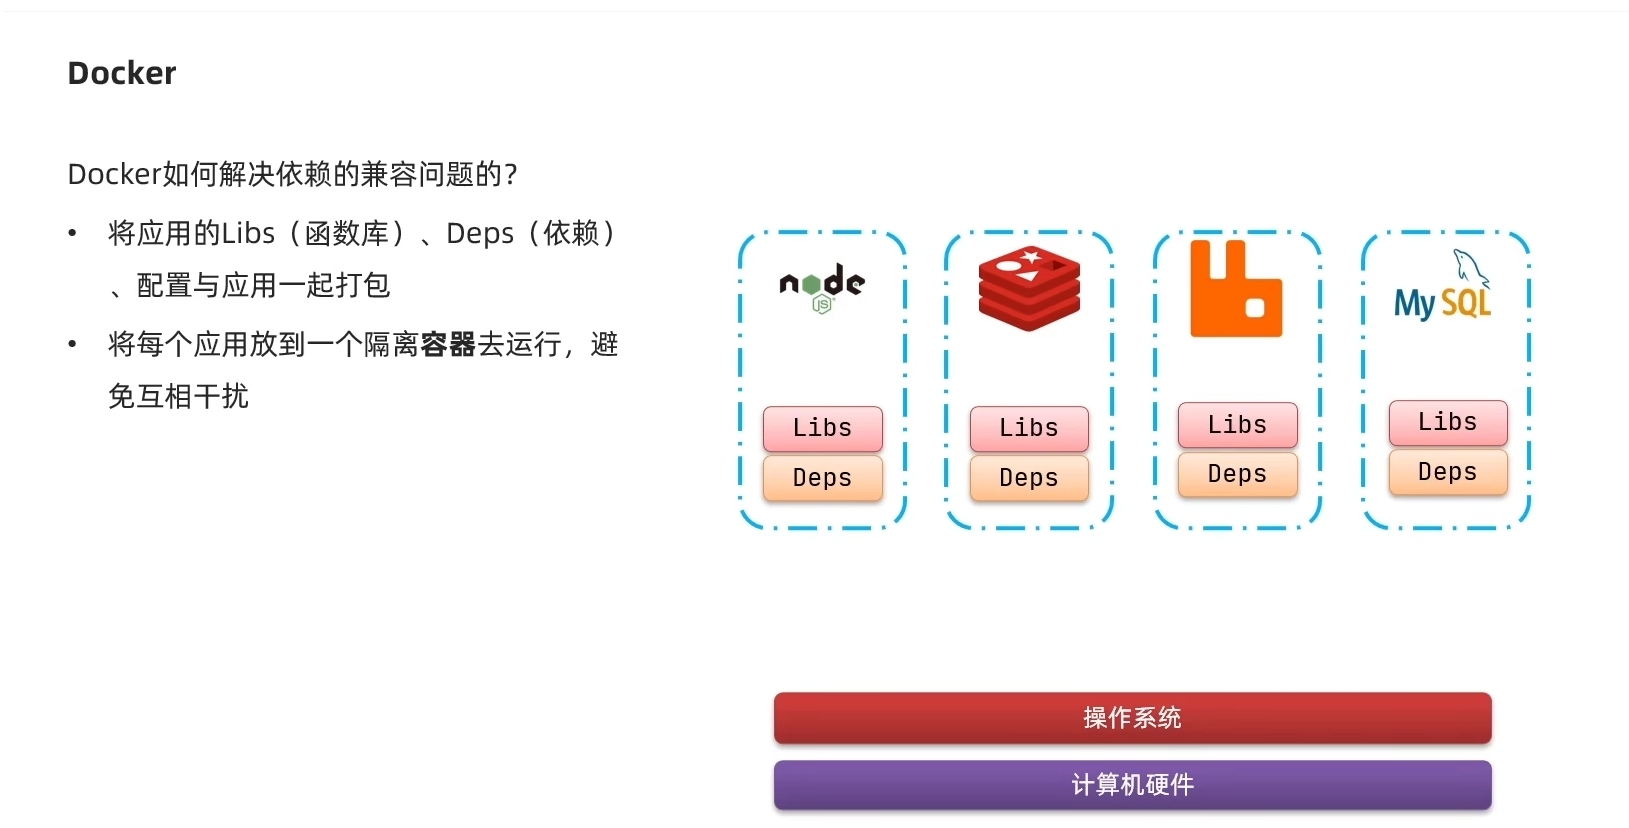 Docker
Docker如何解决依赖的兼容问题的？
• 将应用的Libs（函数库）、Deps（依赖）
、配置与应用一起打包
• 将每个应用放到一个隔离容器去运行，避
免互相干扰
node
JS
MySQL
Libs
Libs
Libs
Libs
Deps
Deps
Deps
Deps
操作系统
计算机硬件